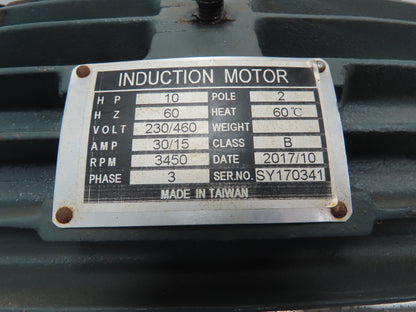 INDUCTION MOTOR
H P 10 POLE 2
H Z 60 HEAT 60℃
VOLT 230/460 WEIGHT
AMP 30/15 CLASS B
RPM 3450 DATE 2017/10
PHASE 3 SER.NO. SY170341
MADE IN TAIWAN